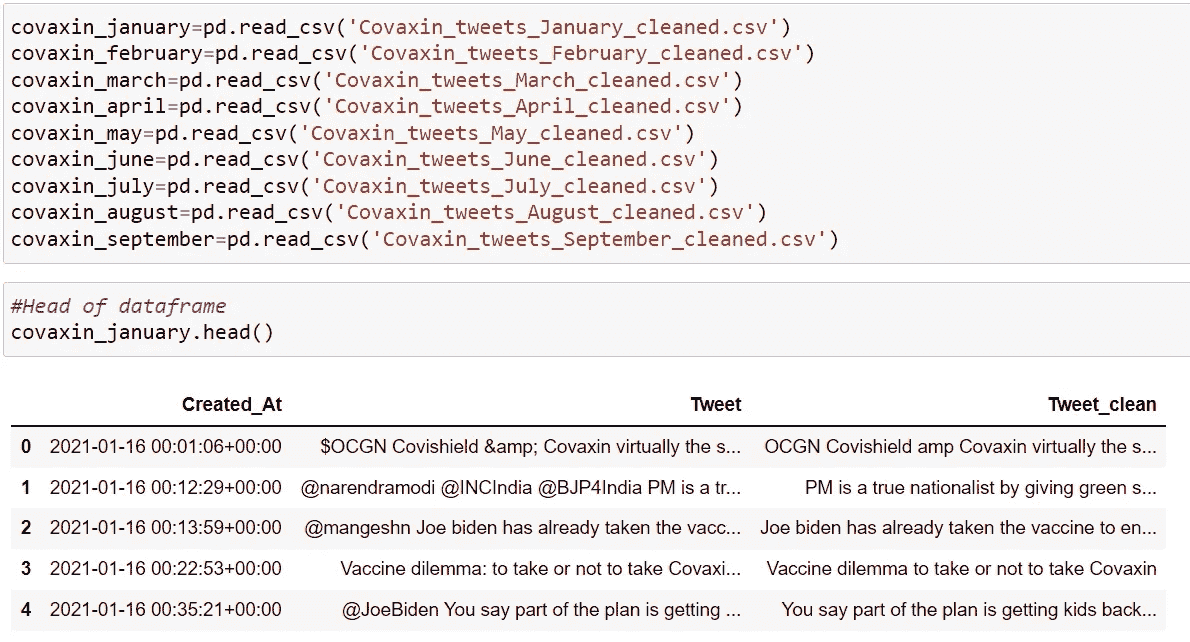 covaxin_january=pd.read_csv('Covaxin_tweets_January_cleaned.csv')
covaxin_february=pd.read_csv('Covaxin_tweets_February_cleaned.csv')
covaxin_march=pd.read_csv('Covaxin_tweets_March_cleaned.csv')
covaxin_april=pd.read_csv('Covaxin_tweets_April_cleaned.csv')
covaxin_may=pd.read_csv('Covaxin_tweets_May_cleaned.csv')
covaxin_june=pd.read_csv('Covaxin_tweets_June_cleaned.csv')
covaxin_july=pd.read_csv('Covaxin_tweets_July_cleaned.csv')
covaxin_august=pd.read_csv('Covaxin_tweets_August_cleaned.csv')
covaxin_september=pd.read_csv('Covaxin_tweets_September_cleaned.csv')
#Head of dataframe
covaxin_january.head()
Created_At Tweet Tweet_clean
0 2021-01-16 00:01:06+00:00 $OCGN Covishield &amp; Covaxin virtually the s... OCGN Covishield amp Covaxin virtually the s...
1 2021-01-16 00:12:29+00:00 @narendramodi @INCIndia @BJP4India PM is a tr... PM is a true nationalist by giving green s...
2 2021-01-16 00:13:59+00:00 @mangeshn Joe biden has already taken the vacc... Joe biden has already taken the vaccine to en...
3 2021-01-16 00:22:53+00:00 Vaccine dilemma: to take or not to take Covaxi... Vaccine dilemma to take or not to take Covaxin
4 2021-01-16 00:35:21+00:00 @JoeBiden You say part of the plan is getting ... You say part of the plan is getting kids back...